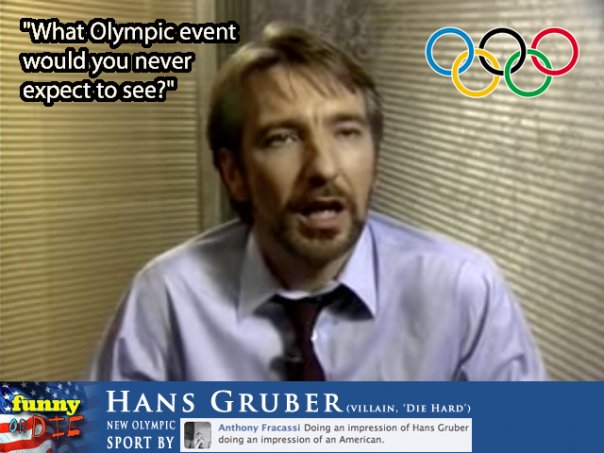 "What Olympic event
would you never
expect to see?"
funny
OR DIE
HANS GRUBER (VILLAIN, 'DIE HARD')
NEW OLYMPIC
SPORT BY
Anthony Fracassi Doing an impression of Hans Gruber
doing an impression of an American.